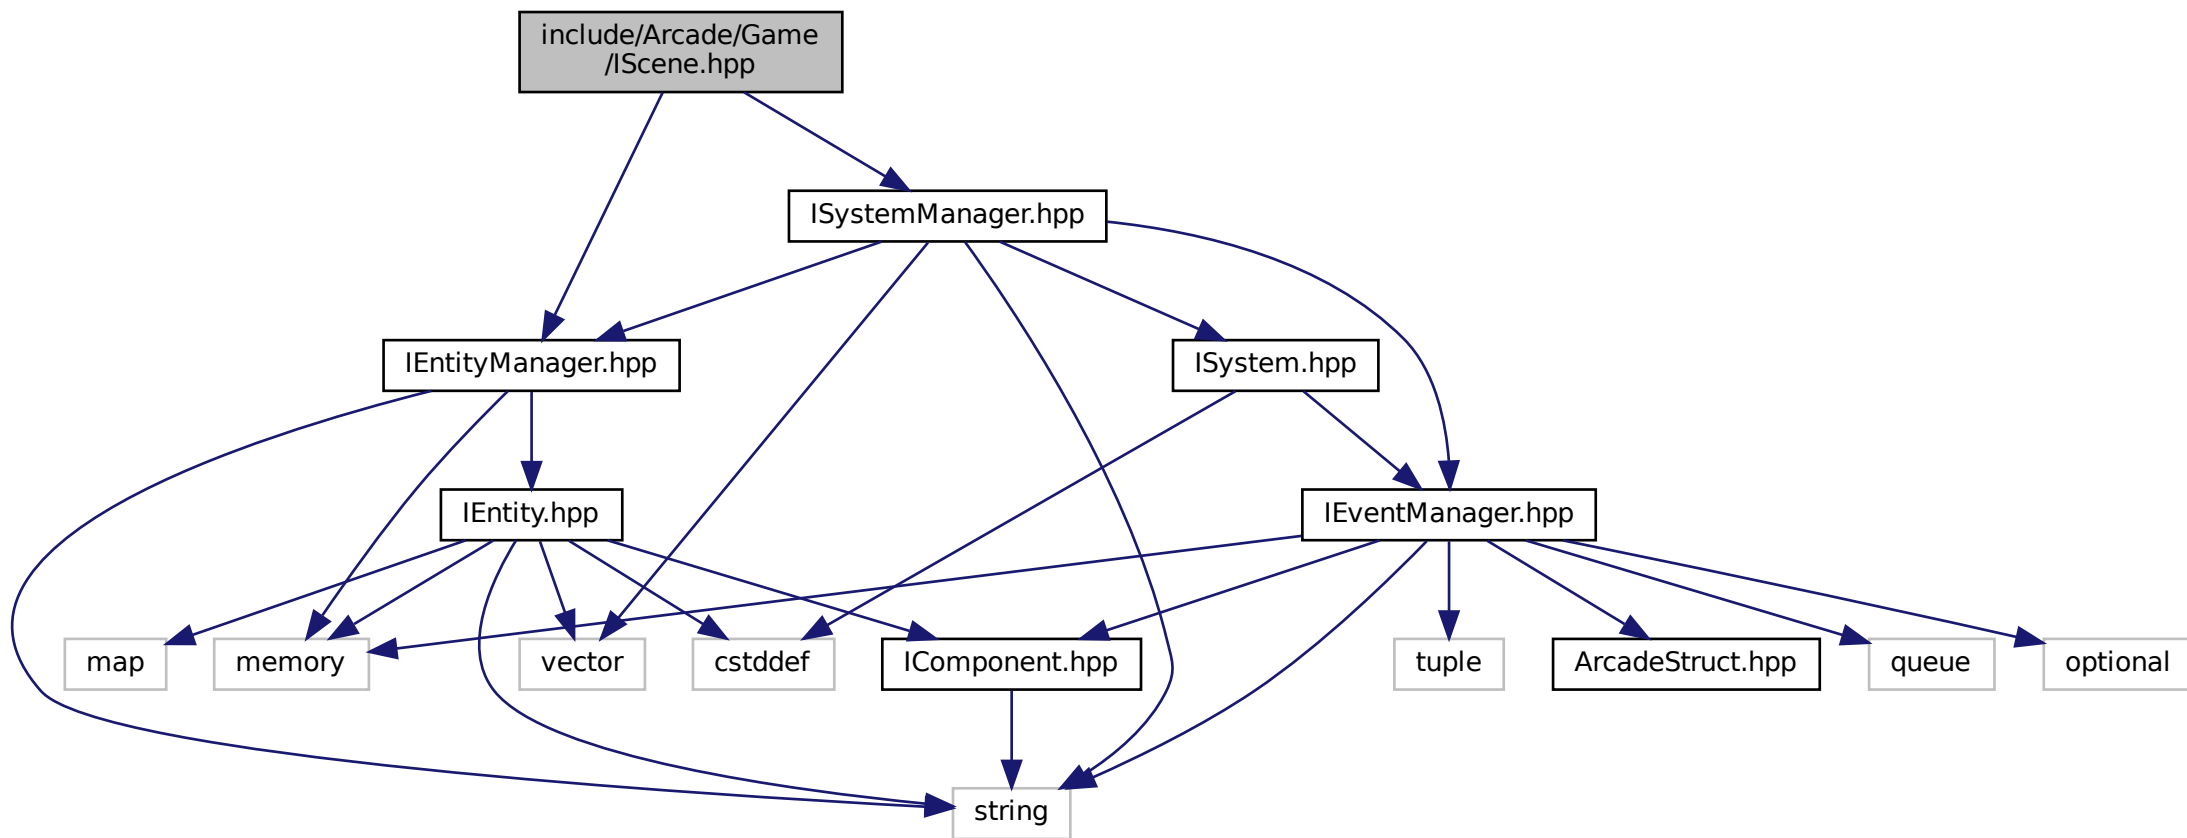 include/Arcade/Game
/IScene.hpp
ISystemManager.hpp
IEntityManager.hpp
ISystem.hpp
IEntity.hpp
IEventManager.hpp
map
memory
vector
cstddef
IComponent.hpp
tuple
ArcadeStruct.hpp
queue
optional
string